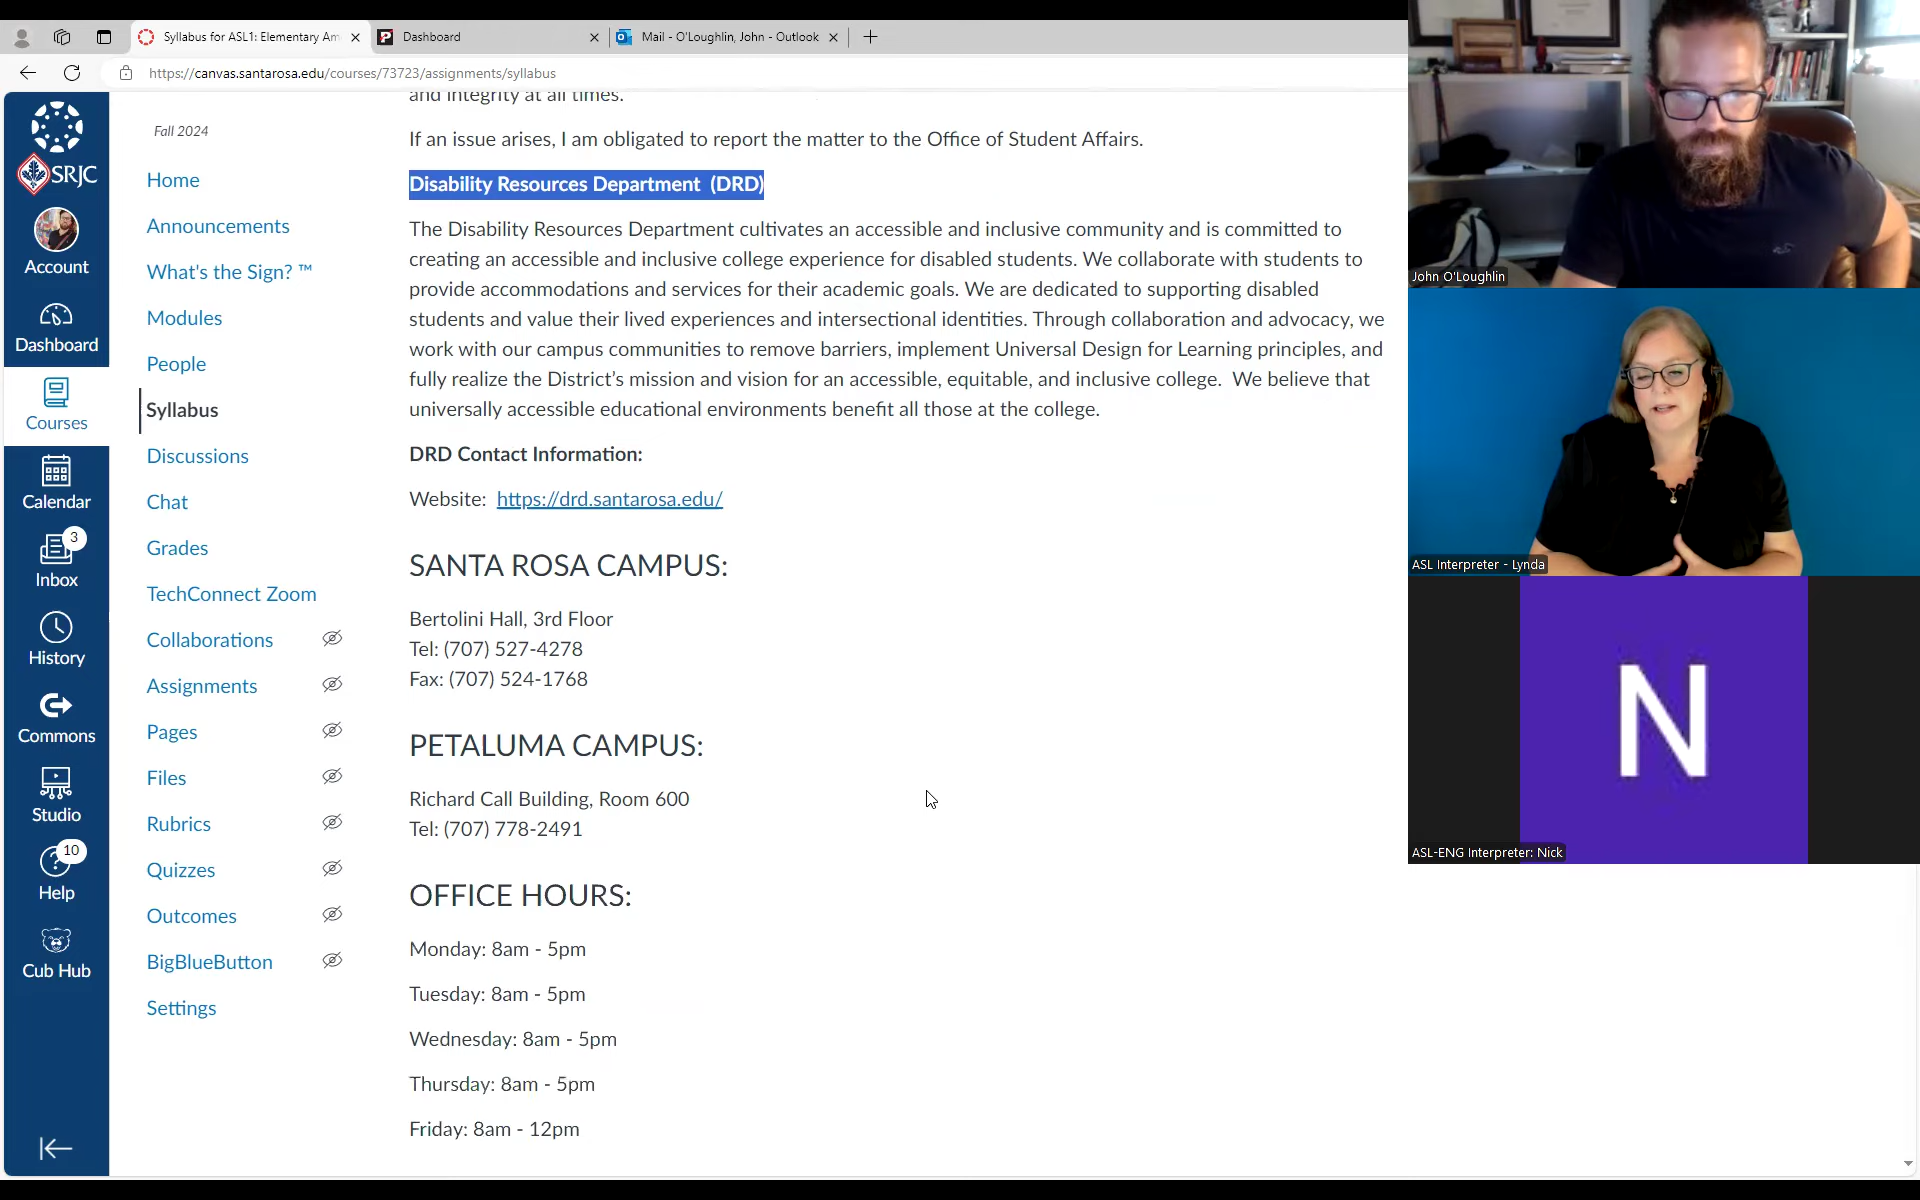 Syllabus for ASL1: Elementary Am
Dashboard
Mail - O'Loughlin, John - Outlook
https://canvas.santarosa.edu/courses/73723/assignments/syllabus
SRJC
Account
Dashboard
Courses
Calendar
3
Inbox
History
Commons
Studio
10
Help
Cub Hub
Fall 2024
Home
Announcements
What's the Sign? ™
Modules
People
Syllabus
Discussions
Chat
Grades
TechConnect Zoom
Collaborations
Assignments
Pages
Files
Rubrics
Quizzes
Outcomes
BigBlueButton
Settings
and integrity at all times.
If an issue arises, I am obligated to report the matter to the Office of Student Affairs.
Disability Resources Department (DRD)
The Disability Resources Department cultivates an accessible and inclusive community and is committed to
creating an accessible and inclusive college experience for disabled students. We collaborate with students to
provide accommodations and services for their academic goals. We are dedicated to supporting disabled
students and value their lived experiences and intersectional identities. Through collaboration and advocacy, we
work with our campus communities to remove barriers, implement Universal Design for Learning principles, and
fully realize the District’s mission and vision for an accessible, equitable, and inclusive college. We believe that
universally accessible educational environments benefit all those at the college.
DRD Contact Information:
Website: https://drd.santarosa.edu/
SANTA ROSA CAMPUS:
Bertolini Hall, 3rd Floor
Tel: (707) 527-4278
Fax: (707) 524-1768
PETALUMA CAMPUS:
Richard Call Building, Room 600
Tel: (707) 778-2491
OFFICE HOURS:
Monday: 8am - 5pm
Tuesday: 8am - 5pm
Wednesday: 8am - 5pm
Thursday: 8am - 5pm
Friday: 8am - 12pm
John O'Loughlin
ASL Interpreter - Lynda
N
ASL-ENG Interpreter: Nick